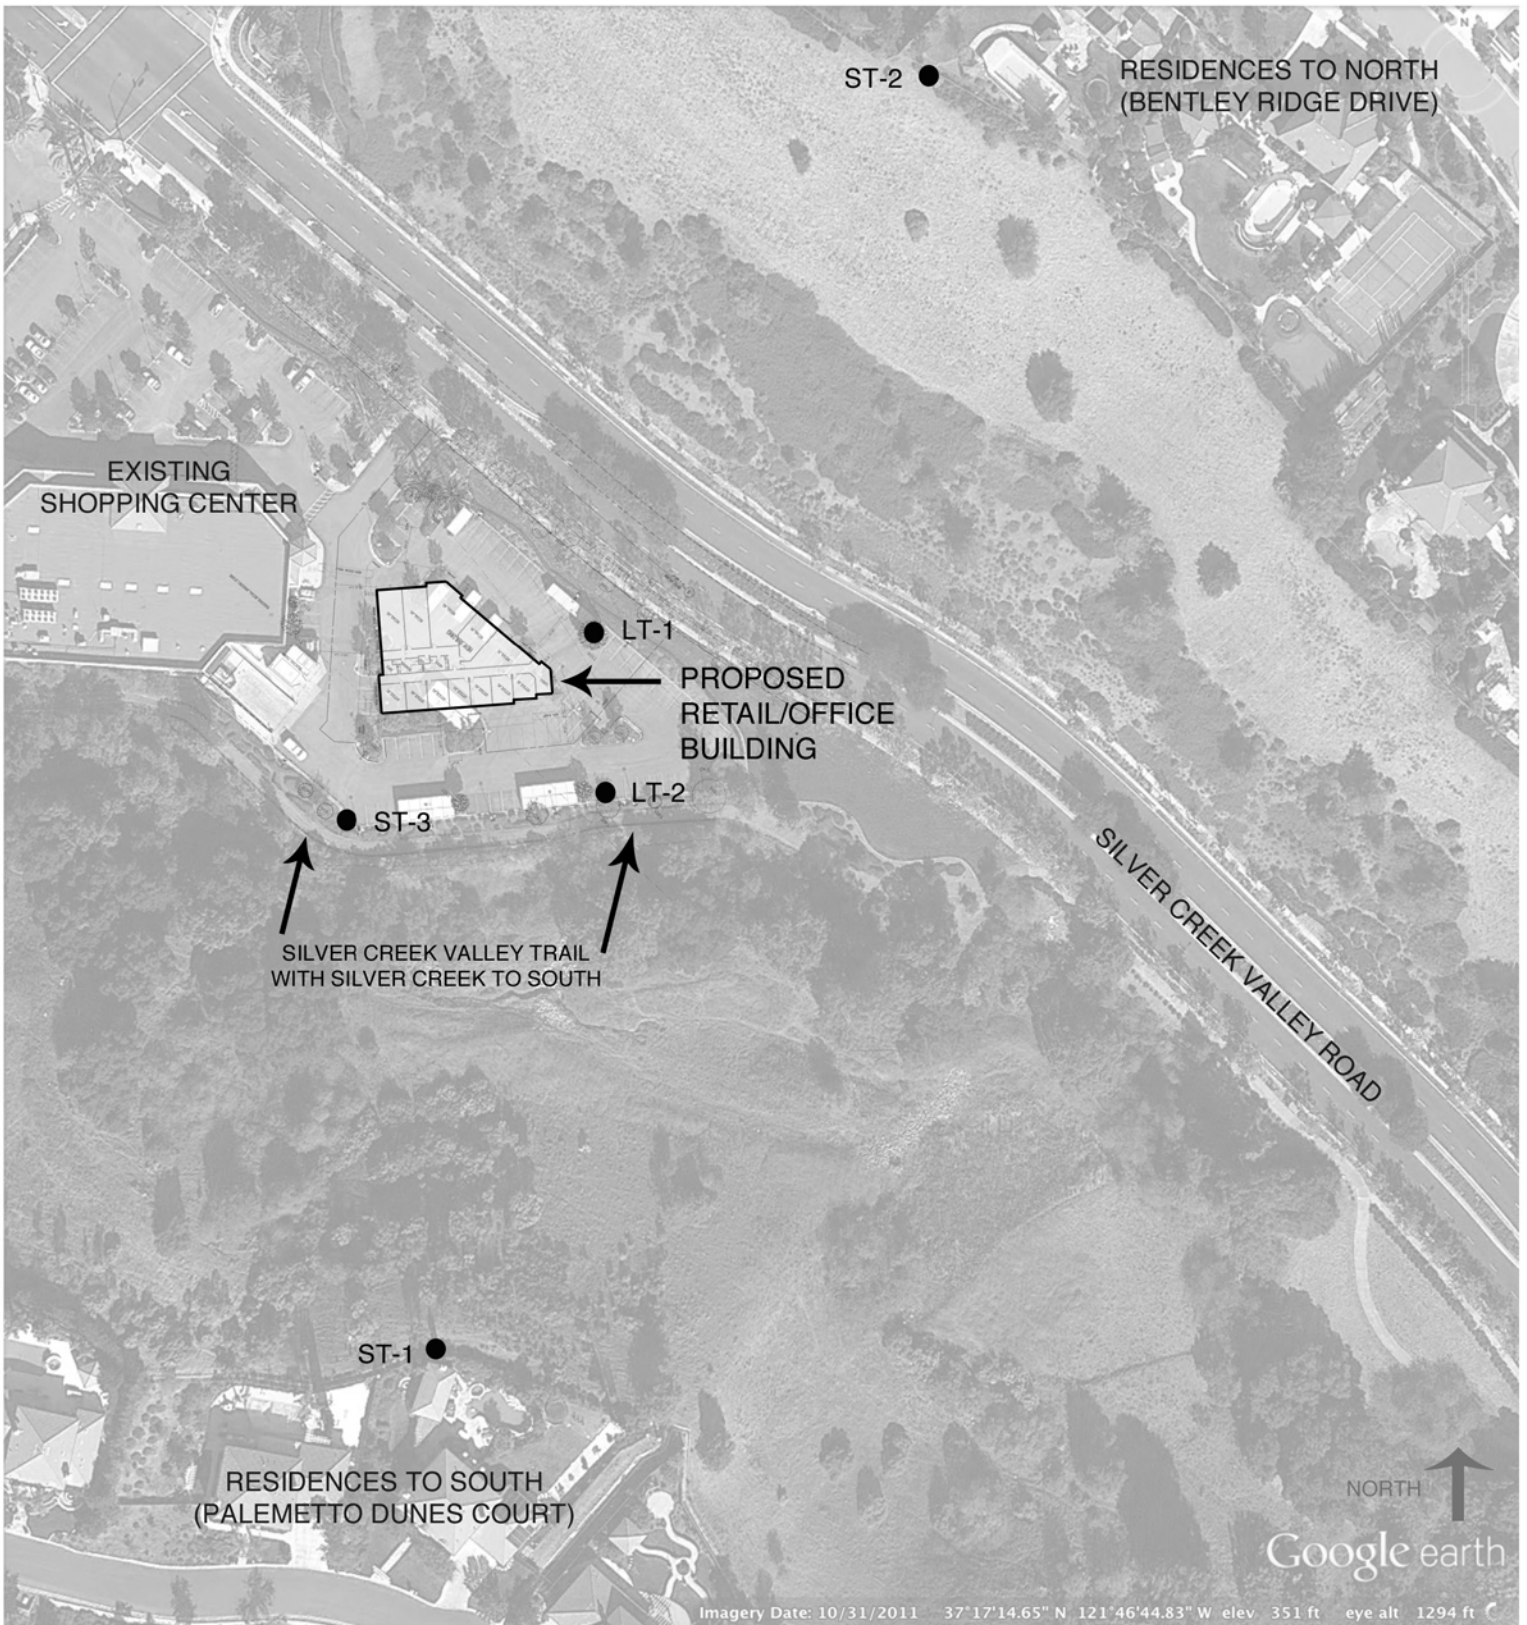 N
ST-2
RESIDENCES TO NORTH
(BENTLEY RIDGE DRIVE)
EXISTING
SHOPPING CENTER
LT-1
PROPOSED
RETAIL/OFFICE
BUILDING
LT-2
ST-3
SILVER CREEK VALLEY ROAD
SILVER CREEK VALLEY TRAIL
WITH SILVER CREEK TO SOUTH
ST-1
RESIDENCES TO SOUTH
(PALEMETTO DUNES COURT)
NORTH
Google earth
Imagery Date: 10/31/2011 37°17'14.65" N 121°46'44.83" W elev 351 ft eye alt 1294 ft